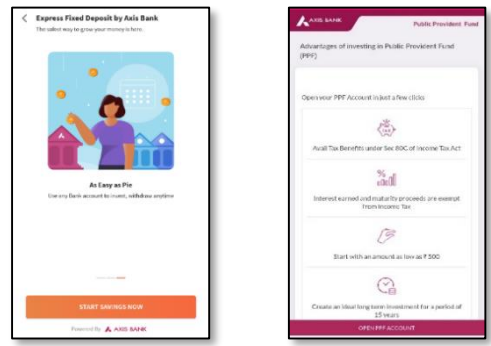 Express Fixed Deposit by Axis Bank
The safest way to grow your money is here.
As Easy as Pie
Use any Bank account to invest, withdraw anytime
START SAVINGS NOW
Powered By AXIS BANK
AXIS BANK
Public Provident Fund
Advantages of investing in Public Provident Fund
(PPF)
Open your PPF Account in just a few clicks
Avail Tax Benefits under Sec 80C of Income Tax Act
Interest earned and maturity proceeds are exempt
from Income Tax
Start with an amount as low as ₹ 500
Create an ideal long term investment for a period of
15 years
OPEN PPF ACCOUNT